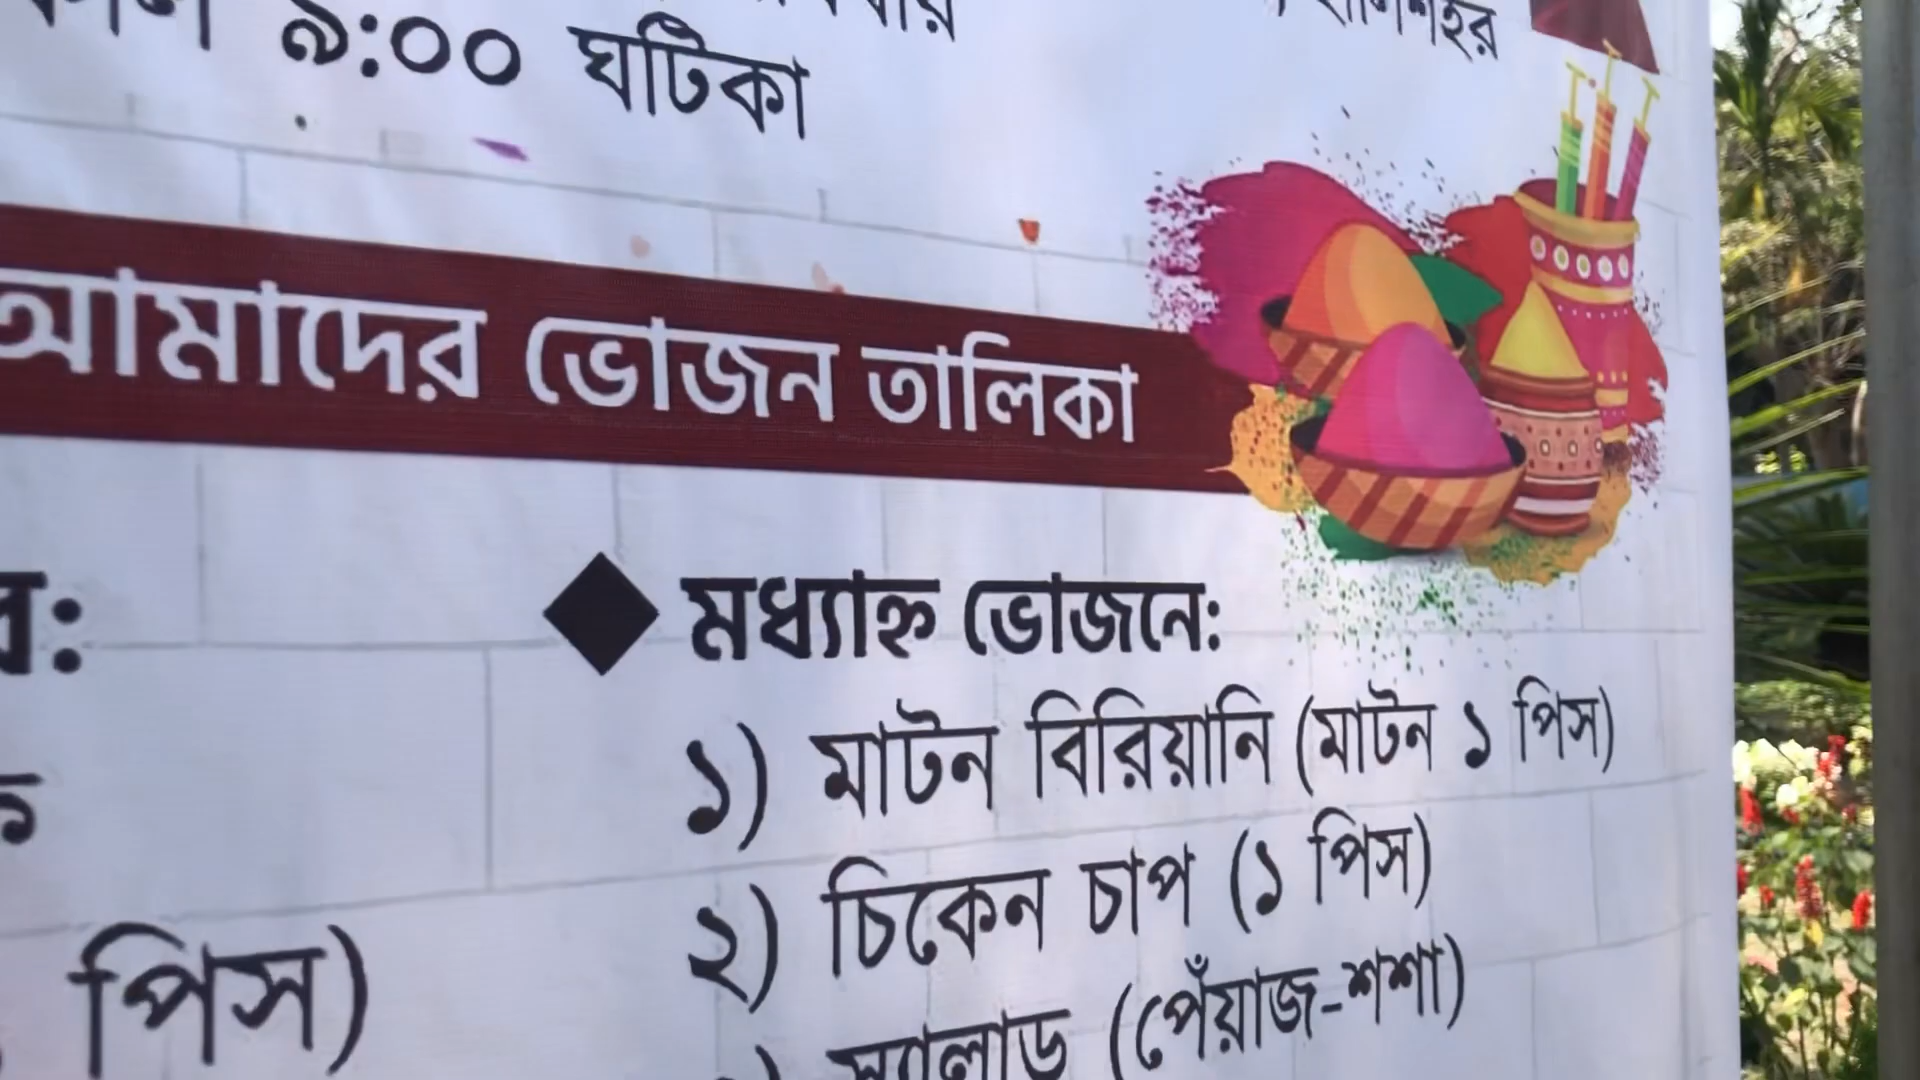 ৯:০০ ঘটিকা
আমাদের ভোজন তালিকা
মধ্যাহ্ন ভোজনে:
১) মাটন বিরিয়ানি (মাটন ১ পিস)
২) চিকেন চাপ (১ পিস)
স্যালাড (পেঁয়াজ-শশা)
পিস)